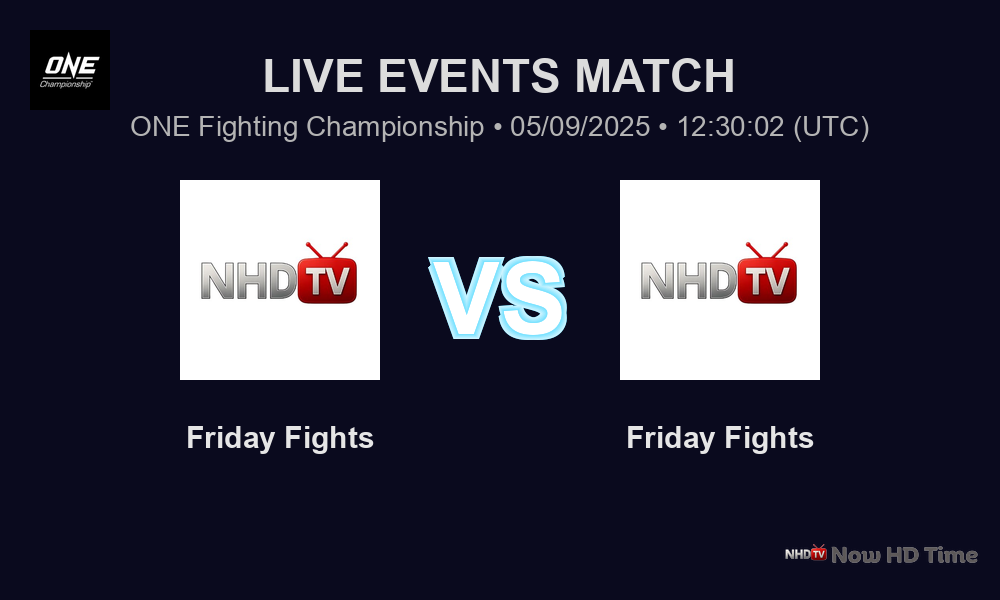 ONE
Championship
LIVE EVENTS MATCH
ONE Fighting Championship • 05/09/2025 • 12:30:02 (UTC)
NHD TV
VS
NHD TV
Friday Fights
Friday Fights
NHD TV Now HD Time